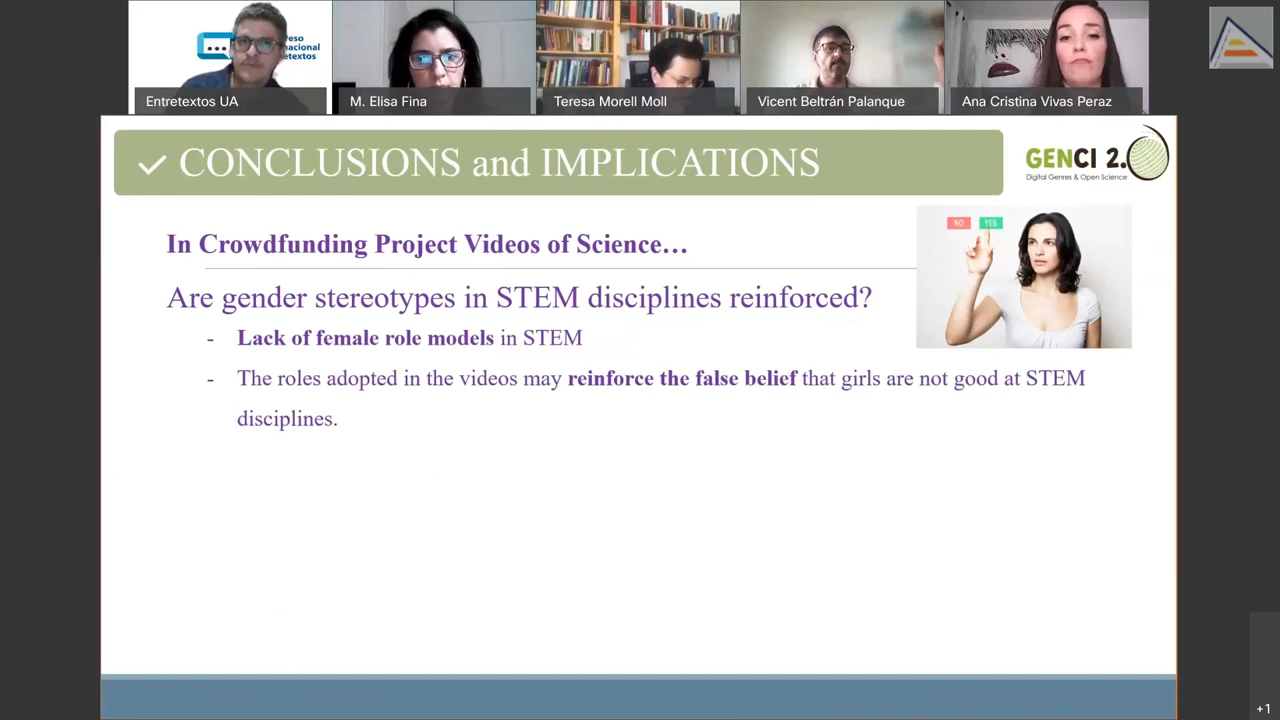 eso
nacional
etextos
Entretextos UA
M. Elisa Fina
Teresa Morell Moll
Vicent Beltrán Palanque
Ana Cristina Vivas Peraz
CONCLUSIONS and IMPLICATIONS
GENCI 2.
Digital Genres & Open Science
In Crowdfunding Project Videos of Science…
NO YES
Are gender stereotypes in STEM disciplines reinforced?
- Lack of female role models in STEM
- The roles adopted in the videos may reinforce the false belief that girls are not good at STEM
disciplines.
+1